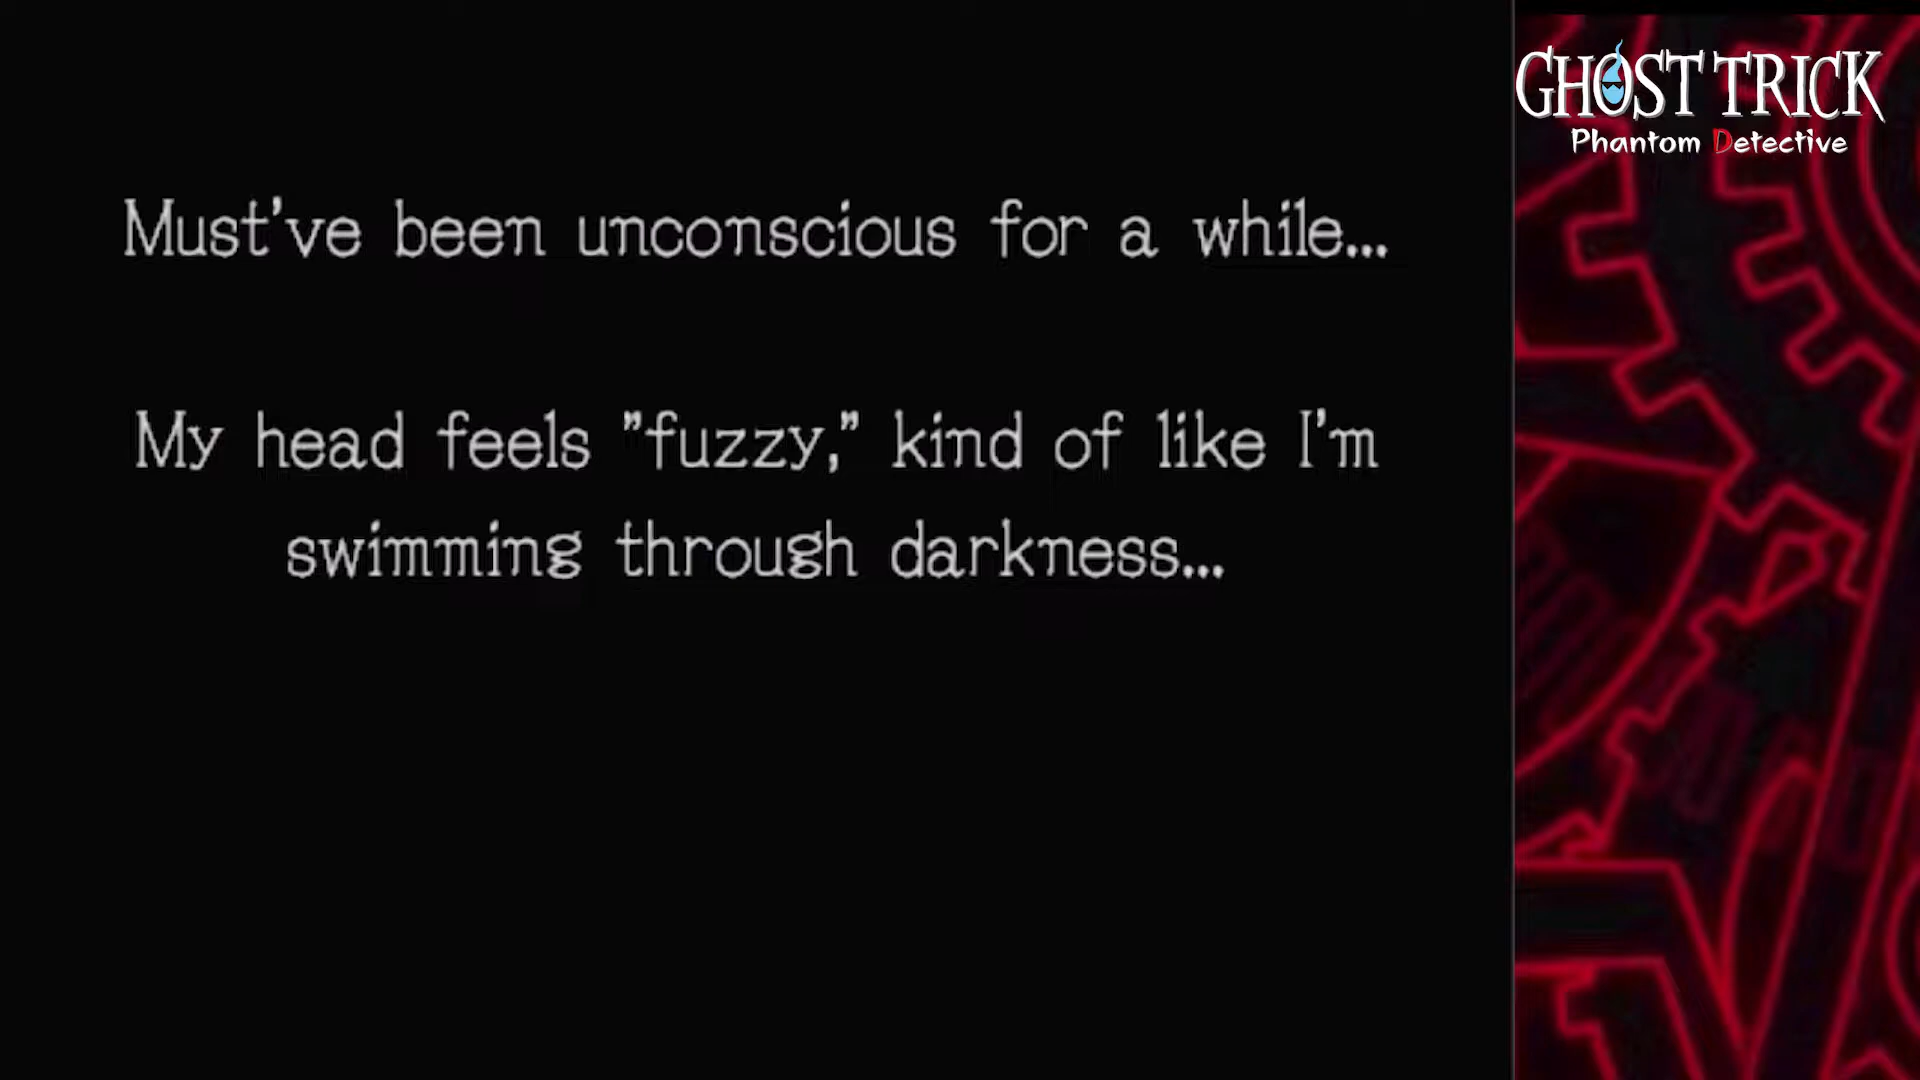 Must've been unconscious for a while...
My head feels "fuzzy," kind of like I'm
swimming through darkness...
GHOST TRICK
Phantom Detective